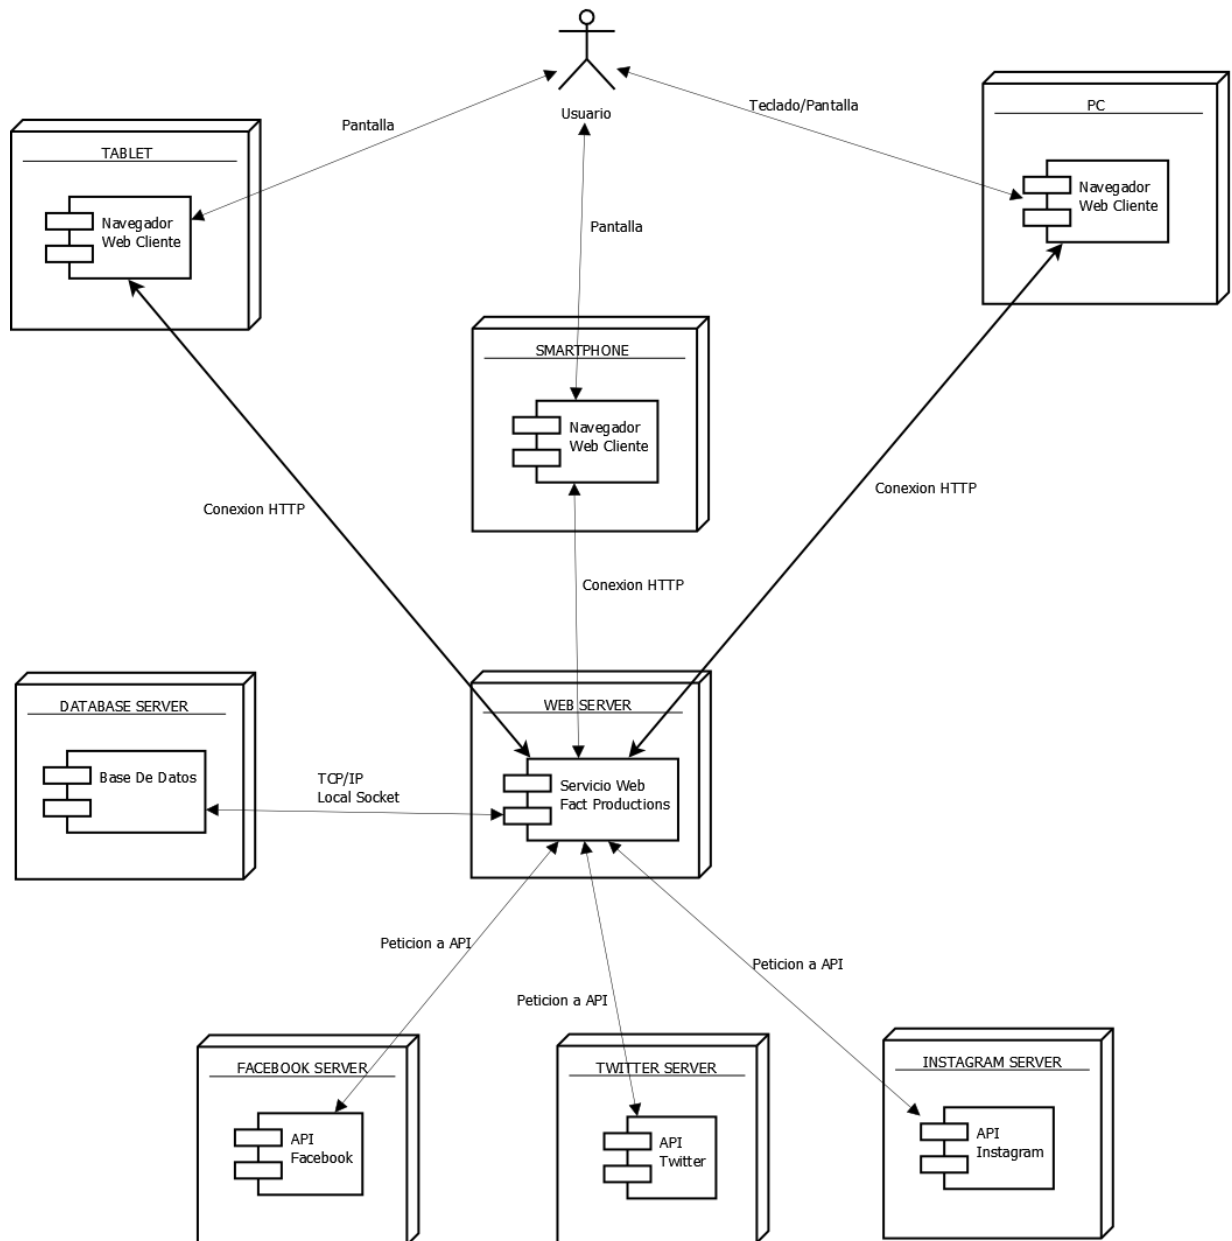 Usuario
Teclado/Pantalla
PC
Pantalla
TABLET
Navegador
Web Cliente
Navegador
Web Cliente
Pantalla
SMARTPHONE
Navegador
Web Cliente
Conexion HTTP
Conexion HTTP
Conexion HTTP
DATABASE SERVER
WEB SERVER
Base De Datos
TCP/IP
Local Socket
Servicio Web
Fact Productions
Peticion a API
Peticion a API
Peticion a API
FACEBOOK SERVER
TWITTER SERVER
INSTAGRAM SERVER
API
Facebook
API
Twitter
API
Instagram